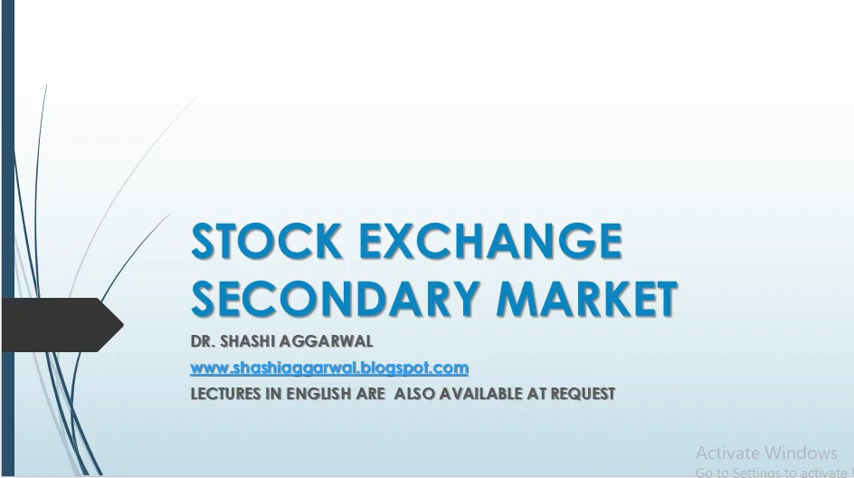 STOCK EXCHANGE
SECONDARY MARKET
DR. SHASHI AGGARWAL
www.shashiaggarwal.blogspot.com
LECTURES IN ENGLISH ARE  ALSO AVAILABLE AT REQUEST
Activate Windows
Go to Settings to activate